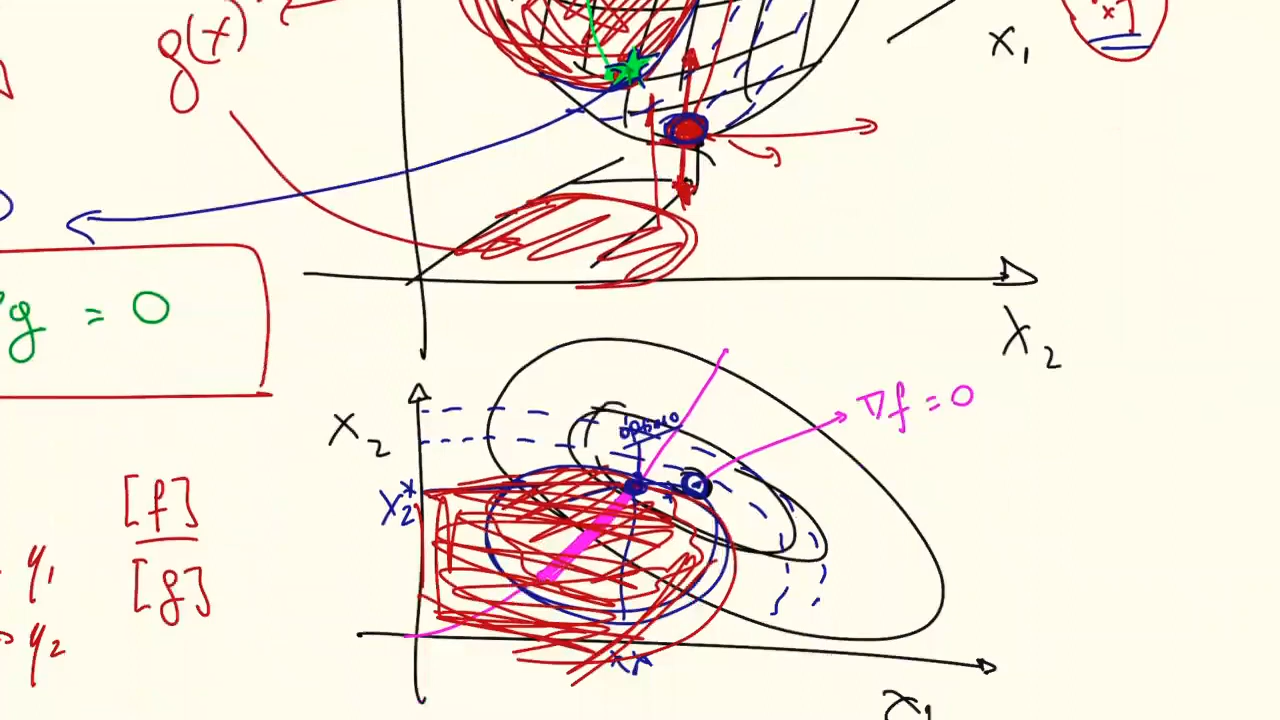 g(x)
x₁
x
g = 0
x₂
∇f = 0
x₂
x₂*
[f]
[g]
y₁
y₂
x*
x₁